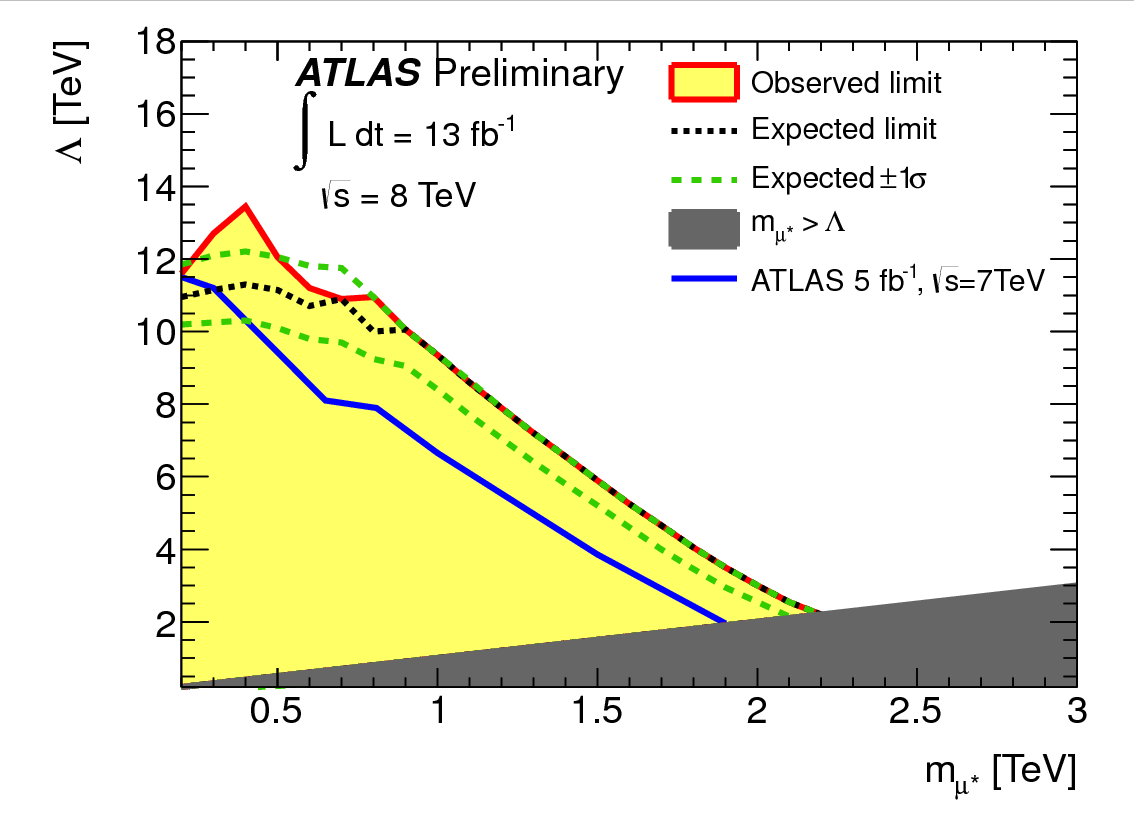 Λ [TeV]
18
16
14
12
10
8
6
4
2
ATLAS Preliminary
∫ L dt = 13 fb⁻¹
√s = 8 TeV
Observed limit
Expected limit
Expected ±1σ
mμ* > Λ
ATLAS 5 fb⁻¹, √s=7TeV
0.5 1 1.5 2 2.5 3
mμ* [TeV]